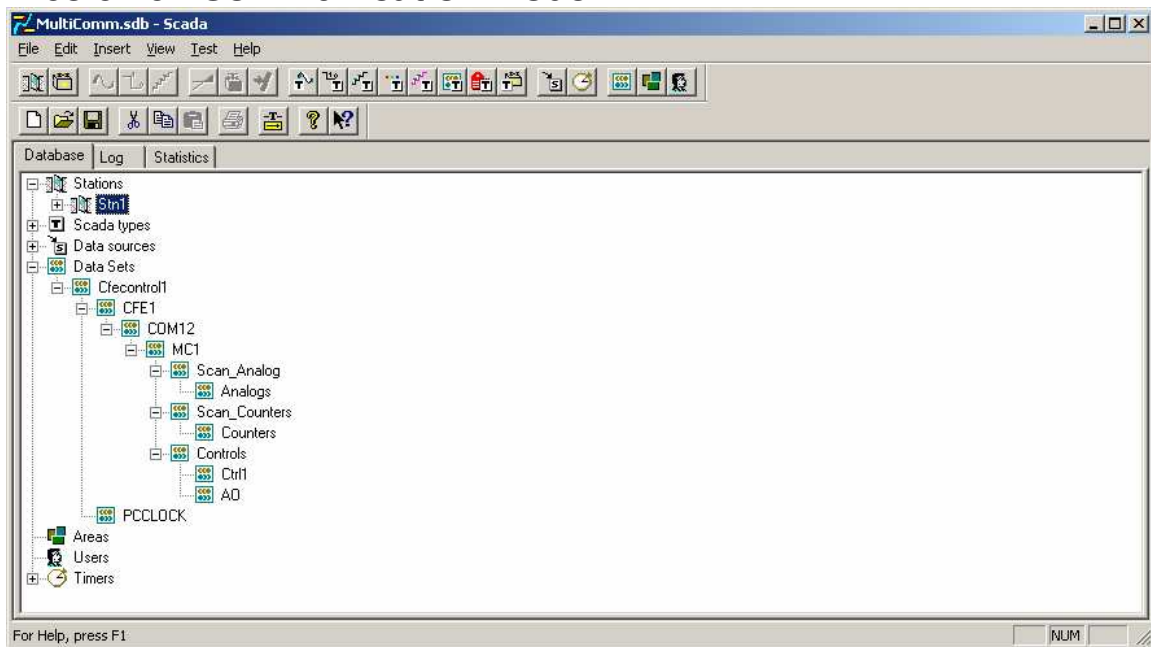 MultiComm.sdb - Scada
File Edit Insert View Test Help
Database Log Statistics
Stations
Stn1
Scada types
Data sources
Data Sets
Cfecontrol1
CFE1
COM12
MC1
Scan_Analog
Analogs
Scan_Counters
Counters
Controls
Ctrl1
AO
PCCLOCK
Areas
Users
Timers
For Help, press F1 NUM